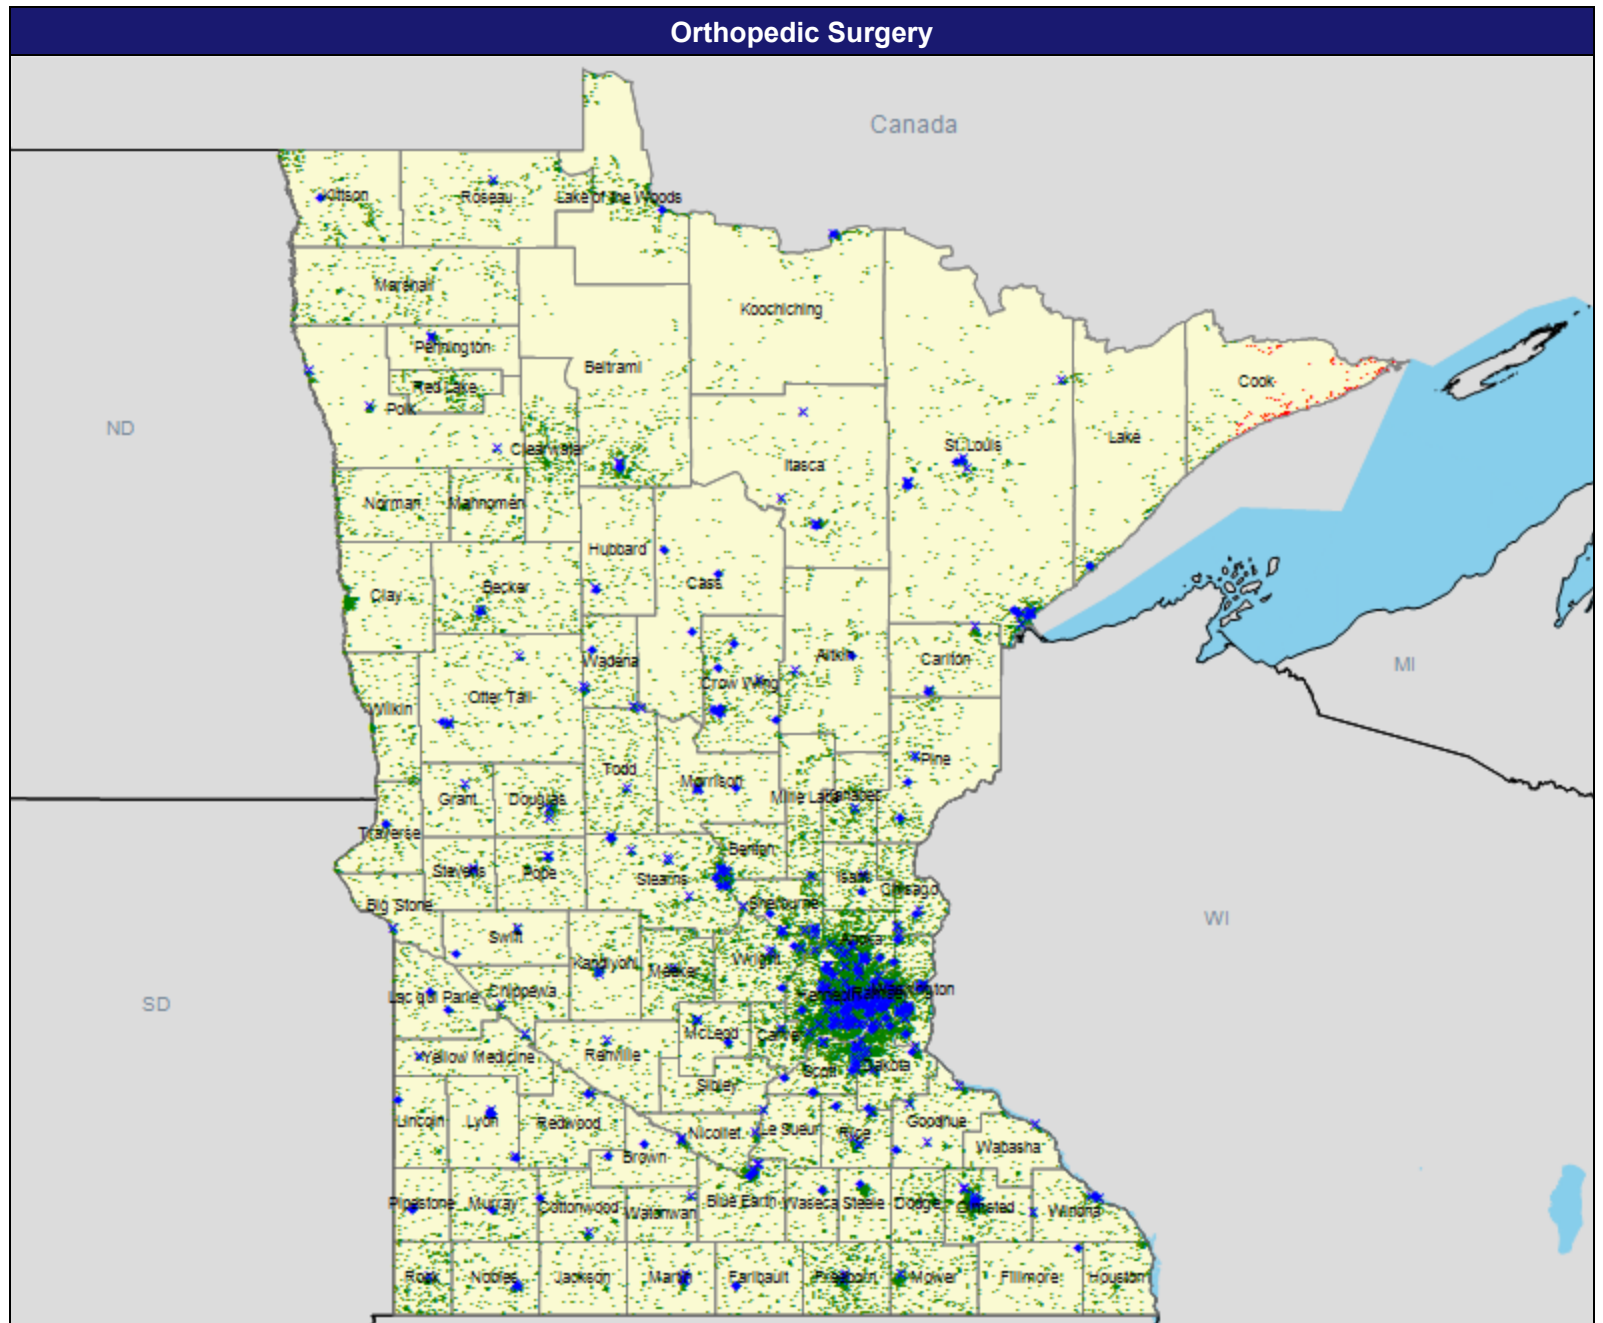 Orthopedic Surgery
Canada
Kittson
Roseau
Lake of the Woods
Marshall
Koochiching
Pennington
Beltrami
Red Lake
Cook
Polk
ND
Lake
St. Louis
Clearwater
Itasca
Norman
Mahnomen
Hubbard
Cass
Becker
Clay
Aitkin
Carlton
Wadena
MI
Crow Wing
Otter Tail
Wilkin
Pine
Todd
Morrison
Grant
Douglas
Mille Lacs
Kanabec
Traverse
Benton
Stevens
Pope
Stearns
Isanti
Chisago
Big Stone
Sherburne
WI
Swift
Anoka
Wright
Kandiyohi
Meeker
Lac qui Parle
Chippewa
Hennepin
Ramsey
Washington
SD
McLeod
Carver
Yellow Medicine
Renville
Scott
Dakota
Sibley
Lincoln
Lyon
Redwood
Goodhue
Nicollet
Le Sueur
Rice
Wabasha
Brown
Pipestone
Murray
Cottonwood
Watonwan
Blue Earth
Waseca
Steele
Dodge
Olmsted
Winona
Rock
Nobles
Jackson
Martin
Faribault
Freeborn
Mower
Fillmore
Houston